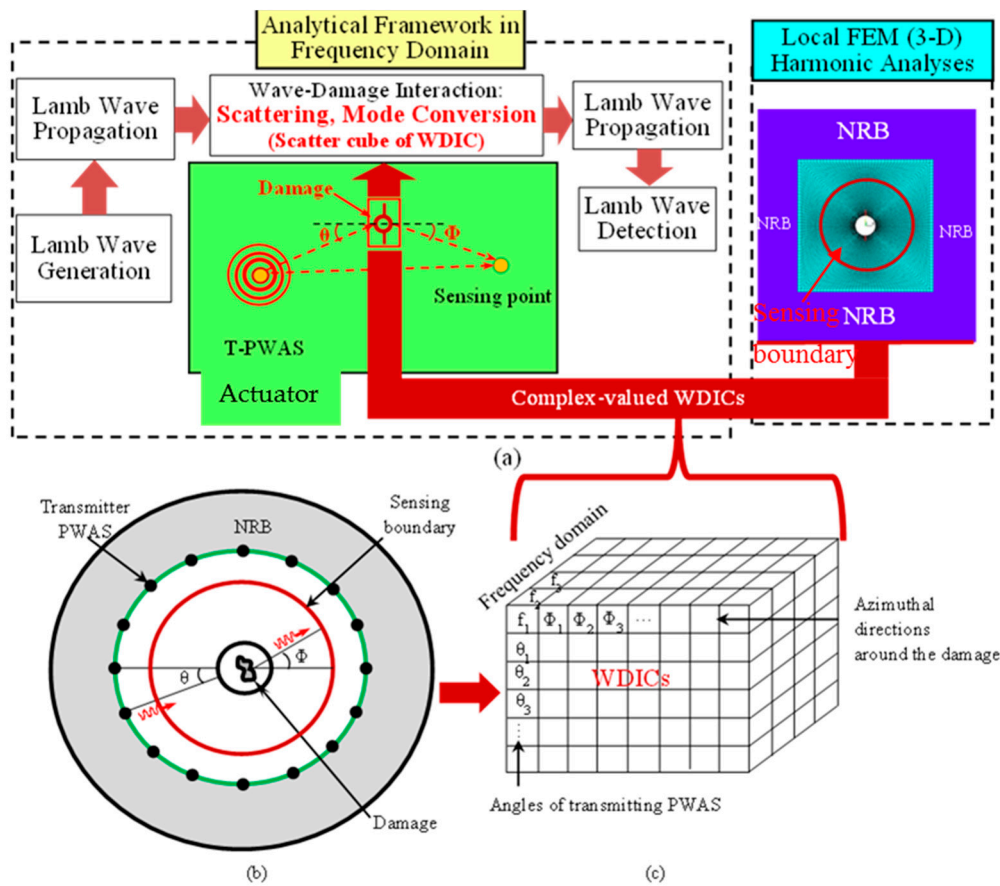 Analytical Framework in
Frequency Domain
Local FEM (3-D)
Harmonic Analyses
Lamb Wave
Propagation
Wave-Damage Interaction:
Scattering, Mode Conversion
(Scatter cube of WDIC)
Lamb Wave
Propagation
Lamb Wave
Generation
Lamb Wave
Detection
Damage
θ
Φ
Sensing point
T-PWAS
Actuator
NRB
NRB
NRB
Sensing
NRB
boundary
Complex-valued WDICs
(a)
Transmitter
PWAS
NRB
Sensing
boundary
θ
Φ
Damage
(b)
Frequency domain
f3
f2
f1 Φ1 Φ2 Φ3 ...
θ1
θ2
θ3
⋮
WDICs
Azimuthal
directions
around the damage
Angles of transmitting PWAS
(c)